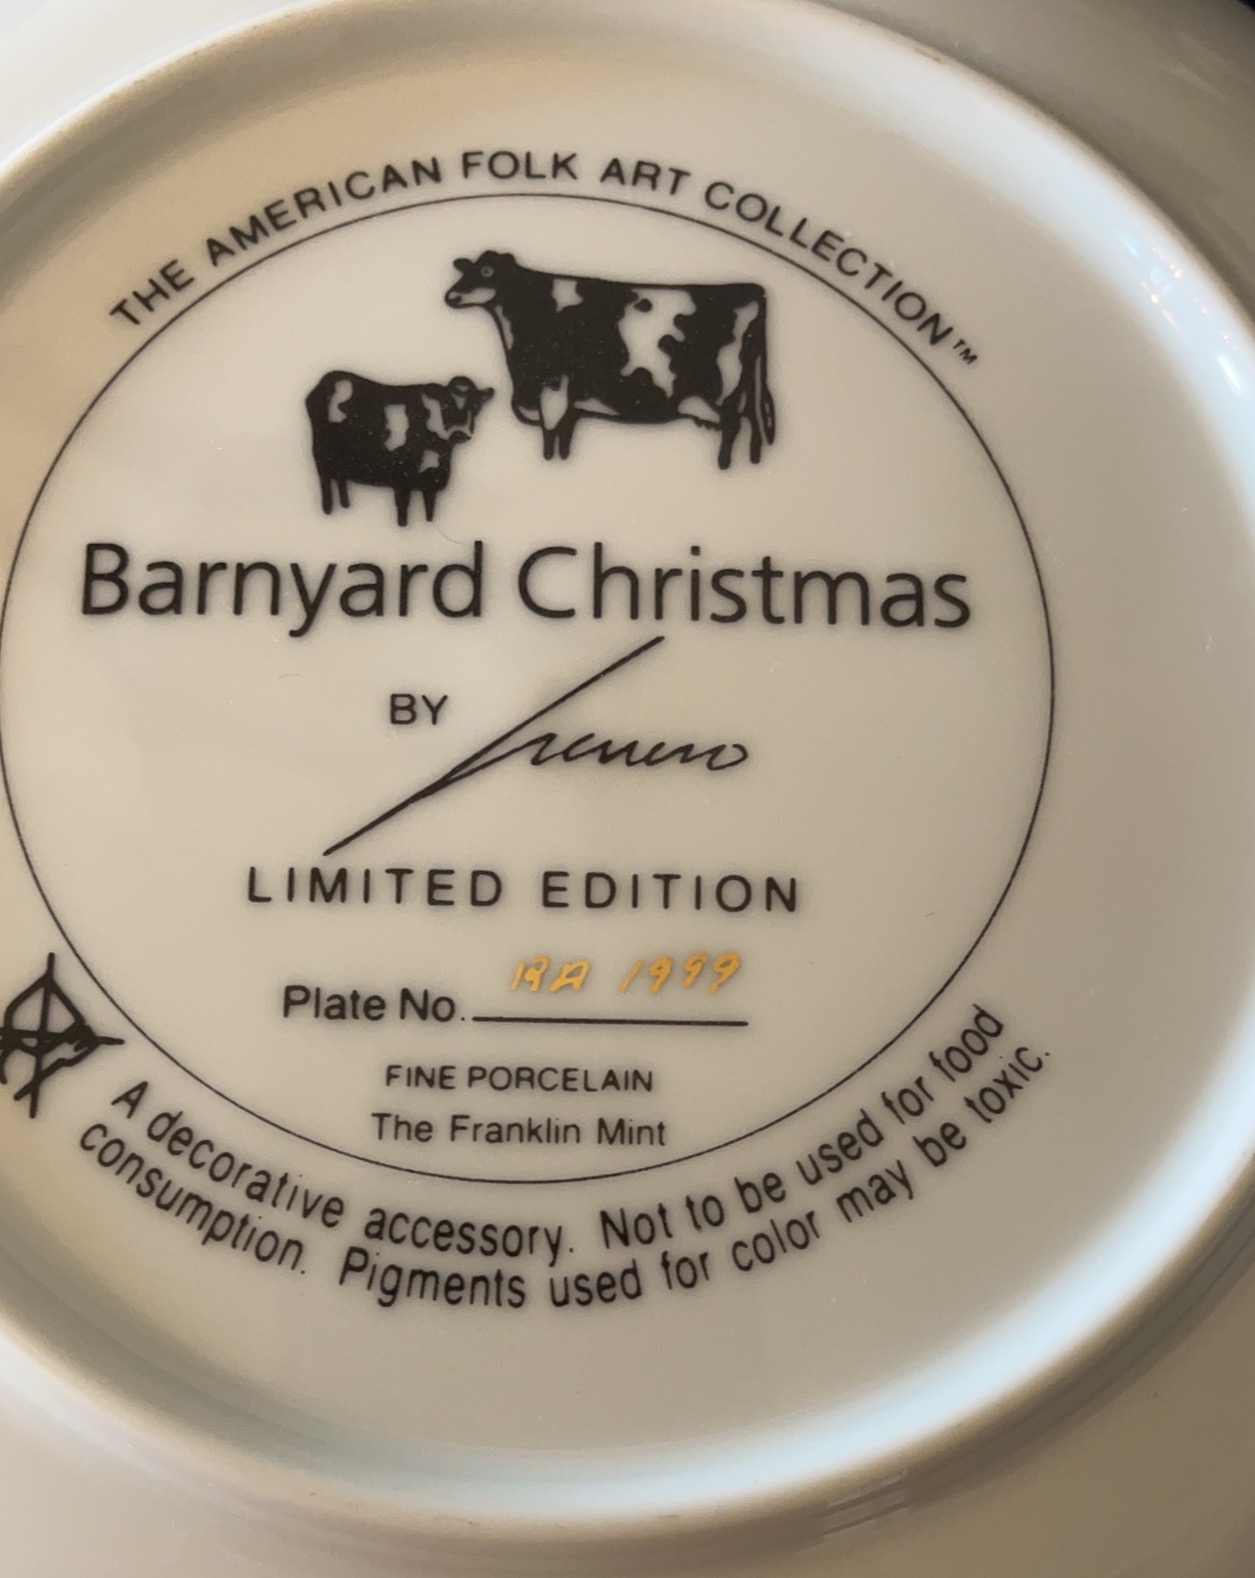 THE AMERICAN FOLK ART COLLECTION™
Barnyard Christmas
BY
LIMITED EDITION
Plate No. RA 1999
FINE PORCELAIN
The Franklin Mint
A decorative accessory. Not to be used for food
consumption. Pigments used for color may be toxic.